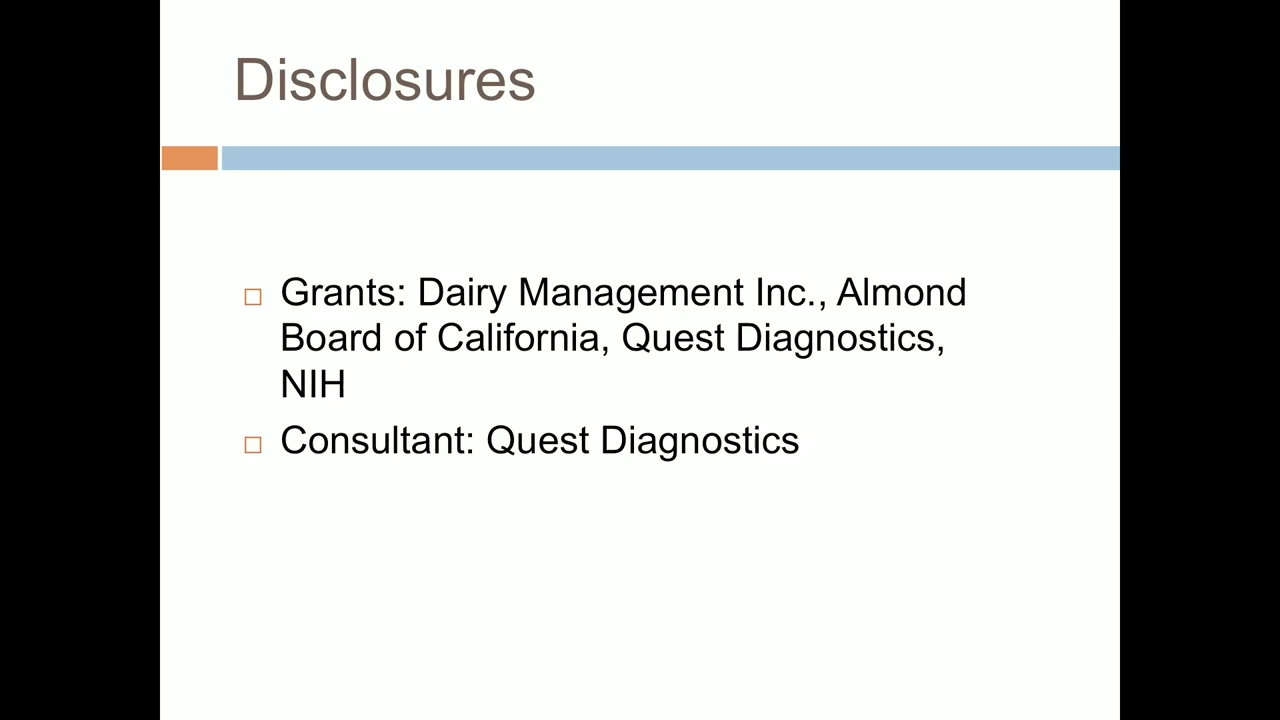 Disclosures
Grants: Dairy Management Inc., Almond
Board of California, Quest Diagnostics,
NIH
Consultant: Quest Diagnostics